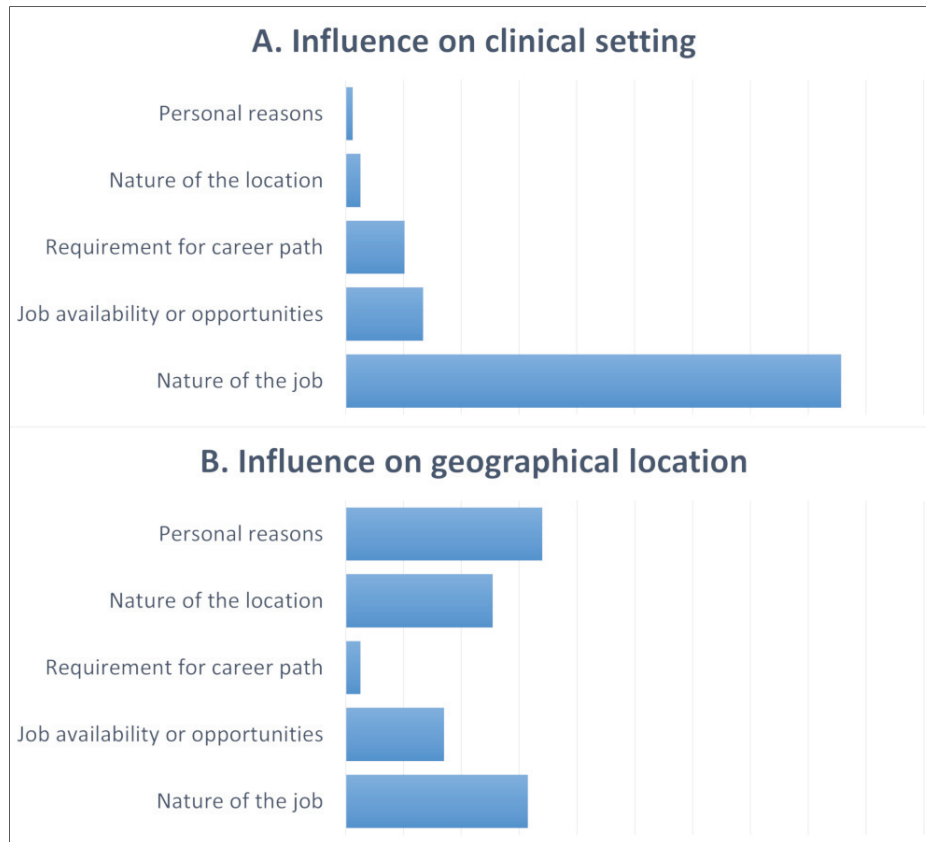 A. Influence on clinical setting
Personal reasons
Nature of the location
Requirement for career path
Job availability or opportunities
Nature of the job
B. Influence on geographical location
Personal reasons
Nature of the location
Requirement for career path
Job availability or opportunities
Nature of the job